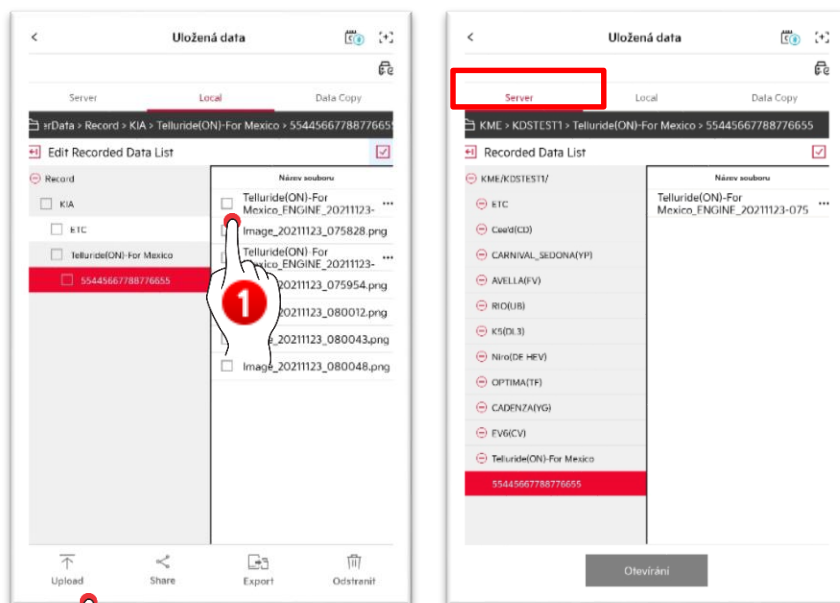 Uložená data
Server Local Data Copy
erData > Record > KIA > Telluride(ON)-For Mexico > 55445667788776655
Edit Recorded Data List
Record
Název souboru
KIA
Telluride(ON)-For
Mexico_ENGINE_20211123-
ETC
Image_20211123_075828.png
Telluride(ON)-For Mexico
Telluride(ON)-For
Mexico_ENGINE_20211123-
55445667788776655
20211123_075954.png
1
20211123_080012.png
20211123_080043.png
Image_20211123_080048.png
Upload Share Export Odstranit
Uložená data
Server Local Data Copy
KME > KDSTEST1 > Telluride(ON)-For Mexico > 55445667788776655
Recorded Data List
KME/KDSTEST1/
Název souboru
ETC
Telluride(ON)-For
Mexico_ENGINE_20211123-075
Cee'd(CD)
CARNIVAL_SEDONA(YP)
AVELLA(FV)
RIO(UB)
K5(DL3)
Niro(DE HEV)
OPTIMA(TF)
CADENZA(YG)
EV6(CV)
Telluride(ON)-For Mexico
55445667788776655
Otevírání